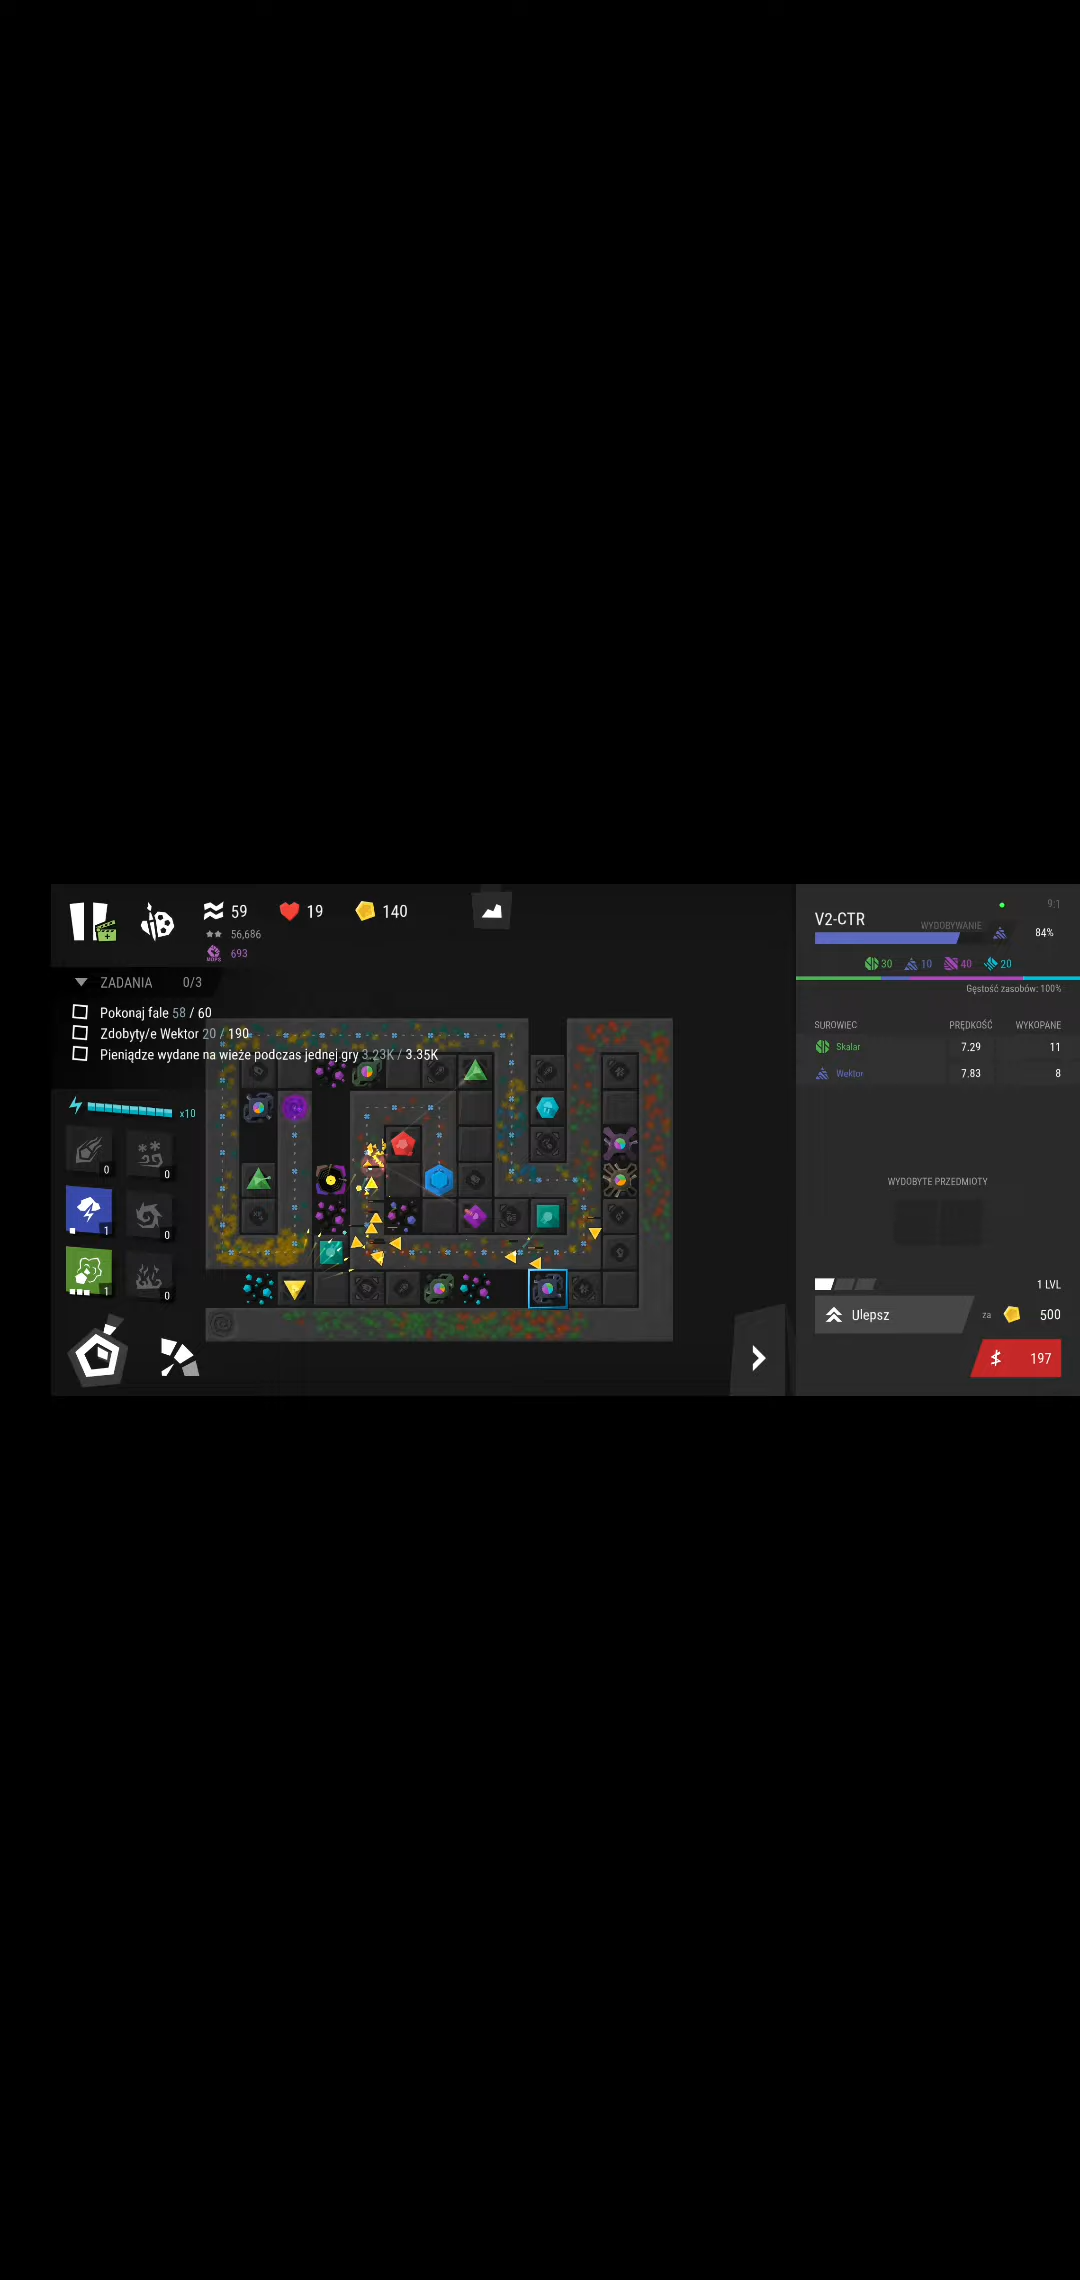 59 19 140
56,686
693
ZADANIA 0/3
Pokonaj fale 58 / 60
Zdobyty/e Wektor 20 / 190
Pieniądze wydane na wieże podczas jednej gry 3.23K / 3.35K
x10
0 0
1 0
1 0
9:1
V2-CTR
WYDOBYWANIE
84%
30 10 40 20
Gęstość zasobów: 100%
SUROWIEC PRĘDKOŚĆ WYKOPANE
Skalar 7.29 11
Wektor 7.83 8
WYDOBYTE PRZEDMIOTY
1 LVL
Ulepsz za 500
197